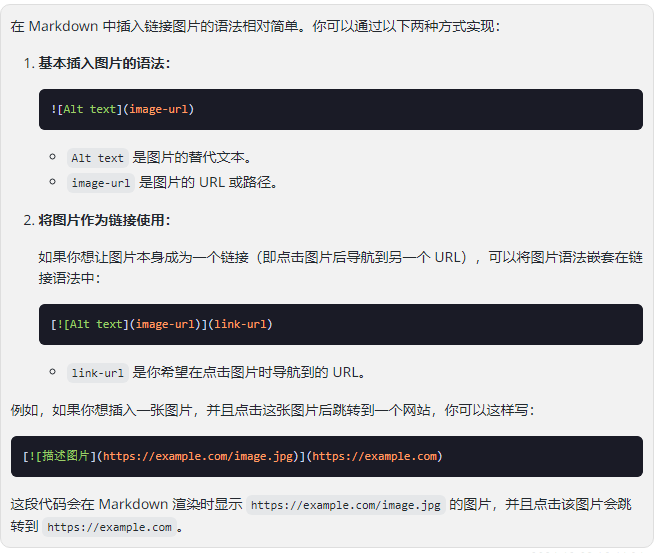 在 Markdown 中插入链接图片的语法相对简单。你可以通过以下两种方式实现：
1. 基本插入图片的语法：
![Alt text](image-url)
Alt text 是图片的替代文本。
image-url 是图片的 URL 或路径。
2. 将图片作为链接使用：
如果你想让图片本身成为一个链接（即点击图片后导航到另一个 URL），可以将图片语法嵌套在链
接语法中：
[![Alt text](image-url)](link-url)
link-url 是你希望在点击图片时导航到的 URL。
例如，如果你想插入一张图片，并且点击这张图片后跳转到一个网站，你可以这样写：
[![描述图片](https://example.com/image.jpg)](https://example.com)
这段代码会在 Markdown 渲染时显示 https://example.com/image.jpg 的图片，并且点击该图片会跳
转到 https://example.com。